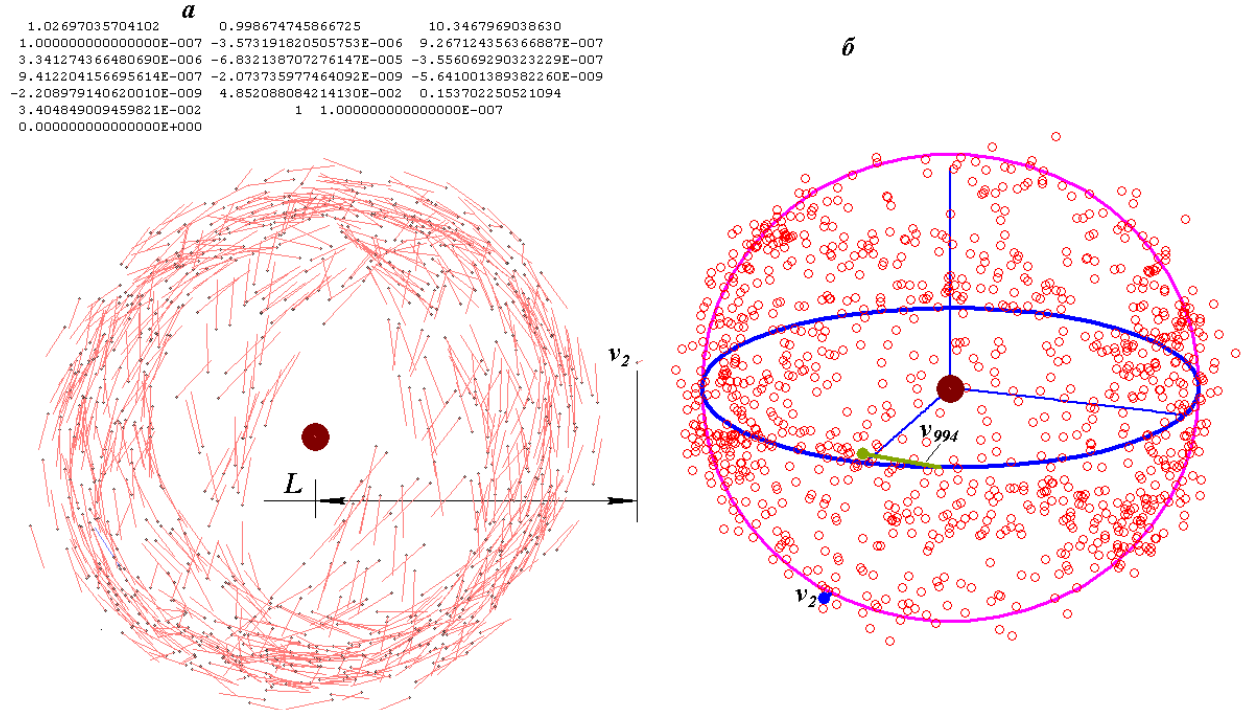 а
1.02697035704102 0.998674745866725 10.3467969038630
1.000000000000000E-007 -3.573191820505753E-006 9.267124356366887E-007
3.341274366480690E-006 -6.832138707276147E-005 -3.556069290323229E-007
9.412204156695614E-007 -2.073735977464092E-009 -5.641001389382260E-009
-2.208979140620010E-009 4.852088084214130E-002 0.153702250521094
3.404849009459821E-002 1 1.000000000000000E-007
0.000000000000000E+000
v2
L
б
v994
v2